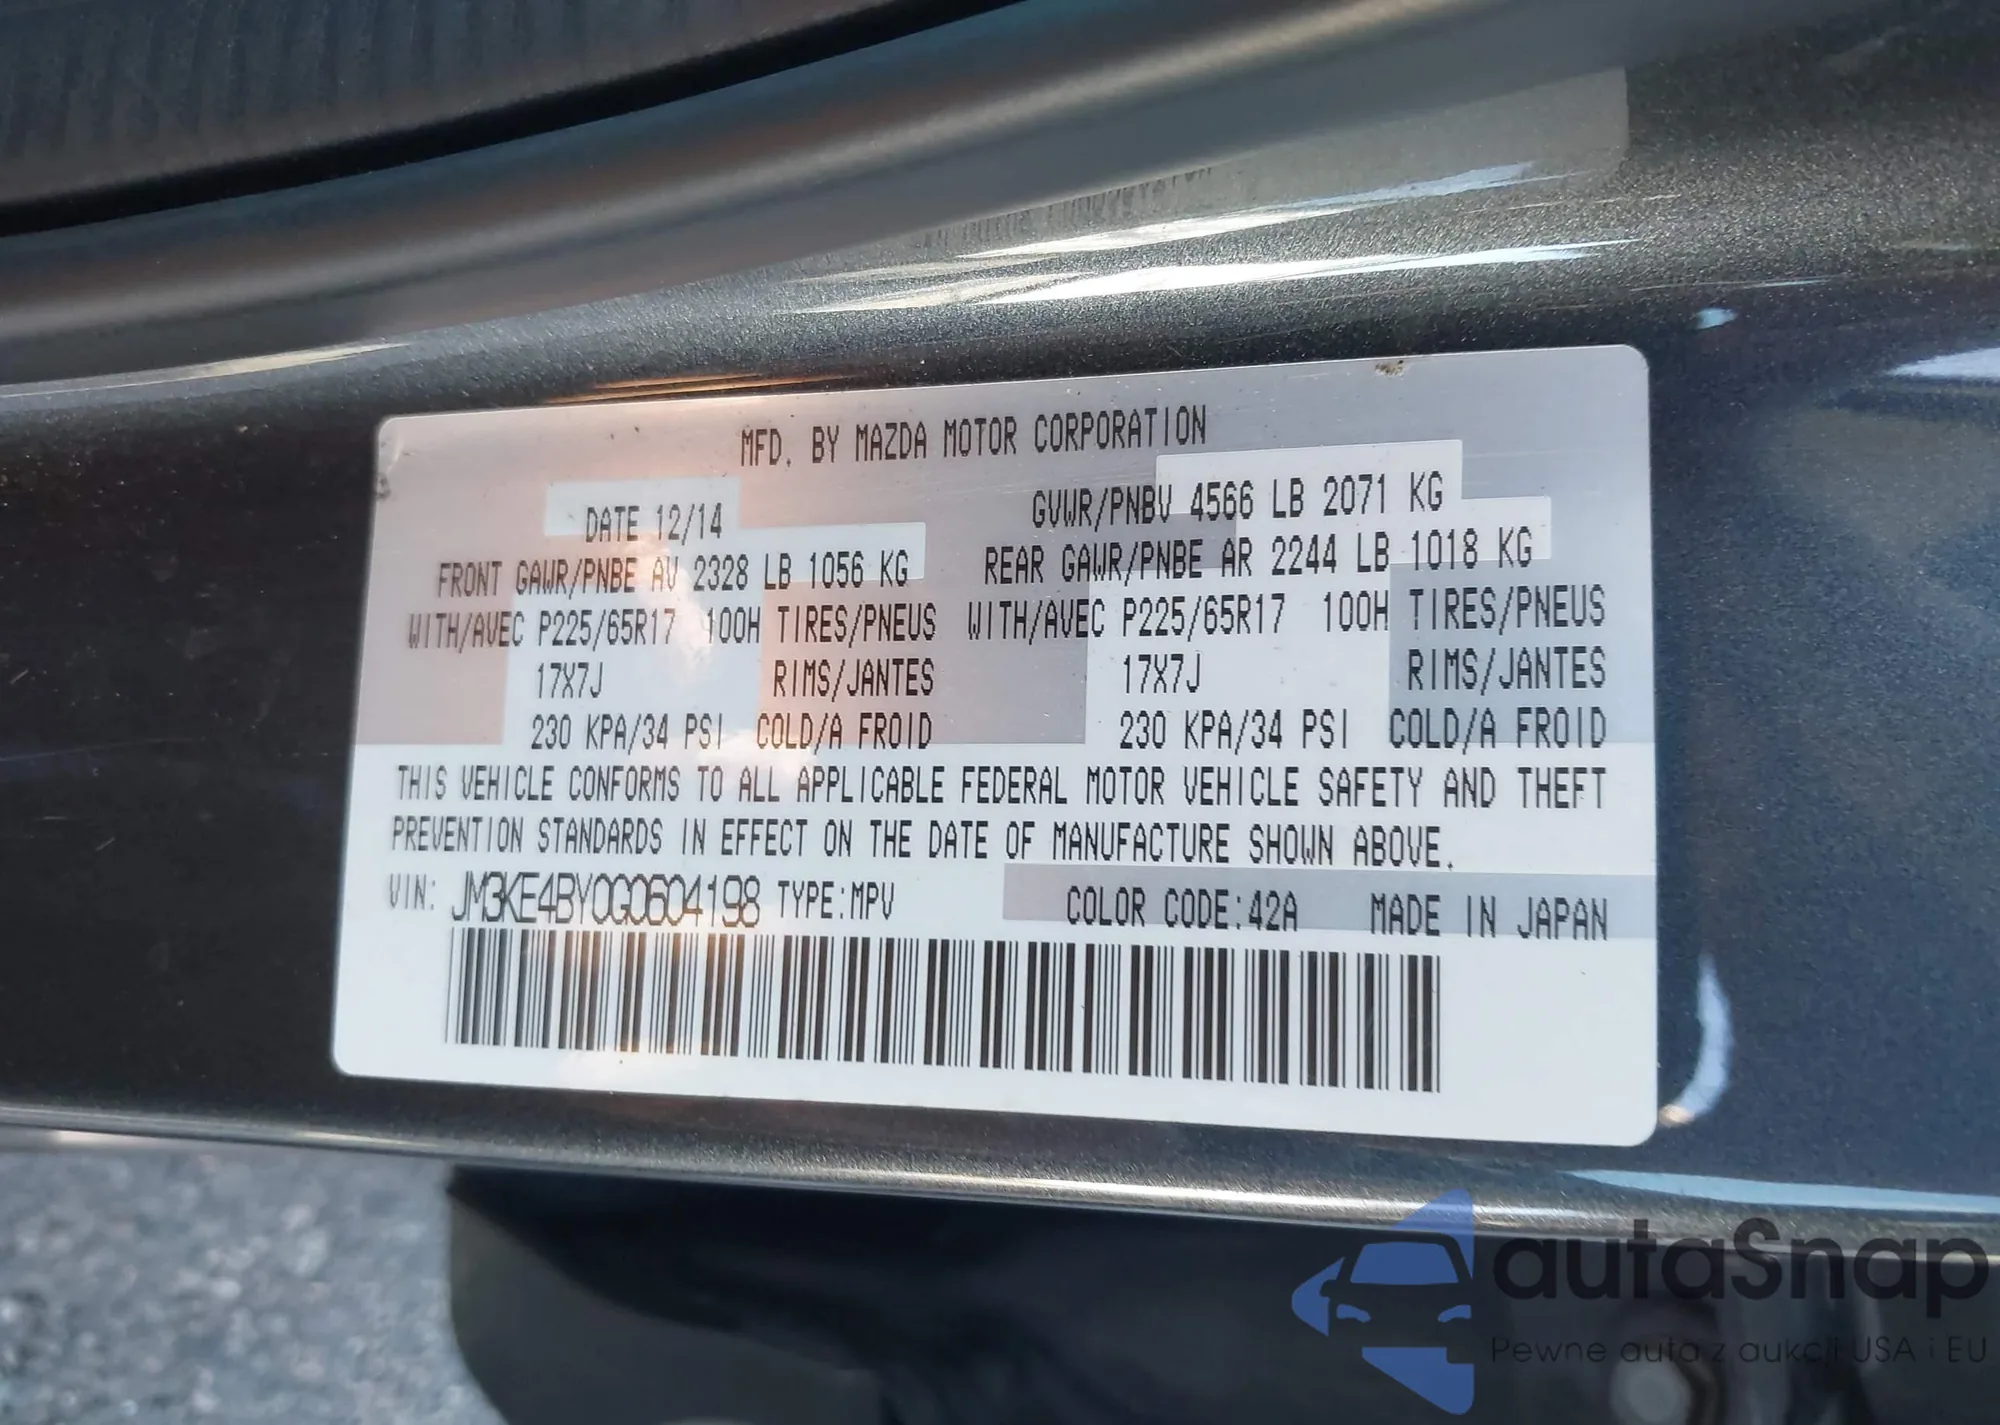 MFD. BY MAZDA MOTOR CORPORATION
DATE 12/14 GVWR/PNBV 4566 LB 2071 KG
FRONT GAWR/PNBE AV 2328 LB 1056 KG REAR GAWR/PNBE AR 2244 LB 1018 KG
WITH/AVEC P225/65R17 100H TIRES/PNEUS WITH/AVEC P225/65R17 100H TIRES/PNEUS
17X7J RIMS/JANTES 17X7J RIMS/JANTES
230 KPA/34 PSI COLD/A FROID 230 KPA/34 PSI COLD/A FROID
THIS VEHICLE CONFORMS TO ALL APPLICABLE FEDERAL MOTOR VEHICLE SAFETY AND THEFT
PREVENTION STANDARDS IN EFFECT ON THE DATE OF MANUFACTURE SHOWN ABOVE.
VIN: JM3KE4BY0G0604198 TYPE:MPV COLOR CODE:42A MADE IN JAPAN
autaSnap
Pewne auta z aukcji USA i EU